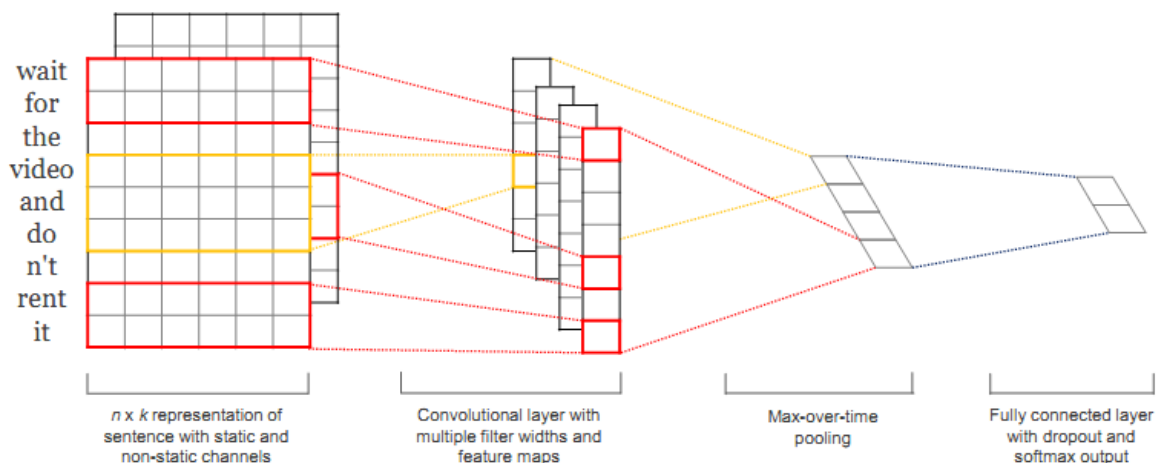 wait
for
the
video
and
do
n't
rent
it
n x k representation of
sentence with static and
non-static channels
Convolutional layer with
multiple filter widths and
feature maps
Max-over-time
pooling
Fully connected layer
with dropout and
softmax output